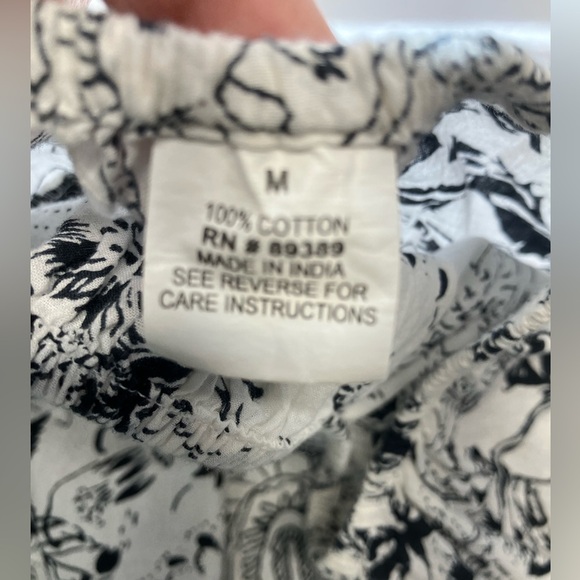 M
100% COTTON
RN # 89389
MADE IN INDIA
SEE REVERSE FOR
CARE INSTRUCTIONS